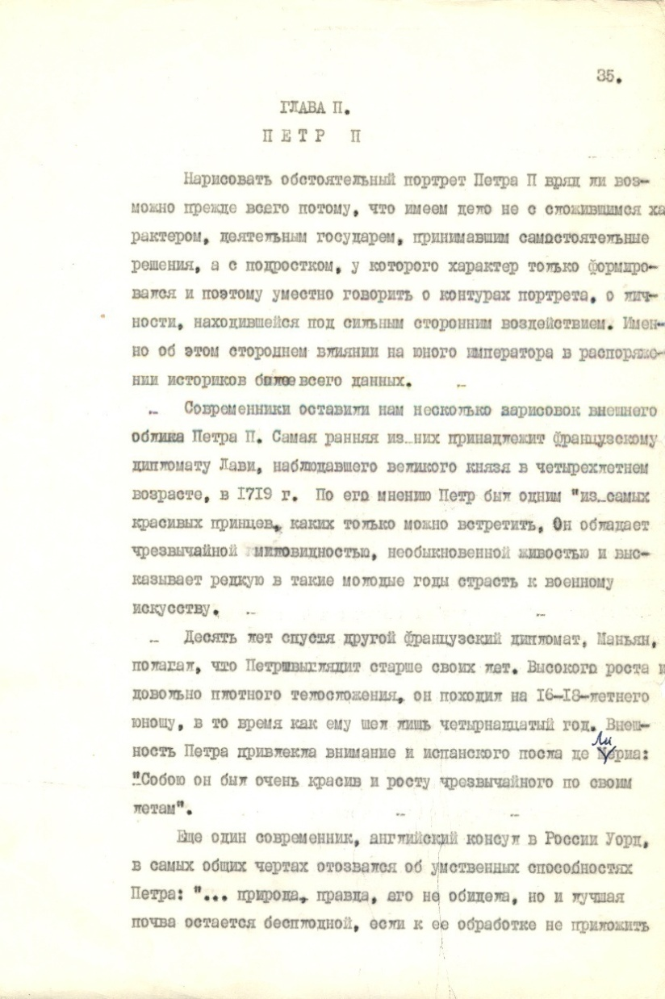 35.
ГЛАВА П.
ПЕТР П
Нарисовать обстоятельный портрет Петра П вряд ли воз-
можно прежде всего потому, что имеем дело не с сложившимся ха
рактером, деятельным государем, принимавшим самостоятельные
решения, а с подростком, у которого характер только формиро-
вался и поэтому уместно говорить о контурах портрета, о лич-
ности, находившейся под сильным сторонним воздействием. Имен-
но об этом стороннем влиянии на юного императора в распоряже-
нии историков более всего данных.
Современники оставили нам несколько зарисовок внешнего
облика Петра П. Самая ранняя из них принадлежит французскому
дипломату Лави, наблюдавшего великого князя в четырехлетнем
возрасте, в 1719 г. По его мнению Петр был одним "из самых
красивых принцев, каких только можно встретить, Он обладает
чрезвычайной миловидностью, необыкновенной живостью и выс-
казывает редкую в такие молодые годы страсть к военному
искусству.
Десять лет спустя другой французский дипломат, Маньян,
полагал, что Петр выглядит старше своих лет. Высокого роста и
довольно плотного телосложения, он походил на 16-18-летнего
юношу, в то время как ему шел лишь четырнадцатый год. Внеш-
ность Петра привлекла внимание и испанского посла де Лириа:
"Собою он был очень красив и росту чрезвычайного по своим
летам".
Еще один современник, английский консул в России Уорд,
в самых общих чертах отозвался об умственных способностях
Петра: "... природа, правда, его не обидела, но и лучшая
почва остается бесплодной, если к ее обработке не приложить